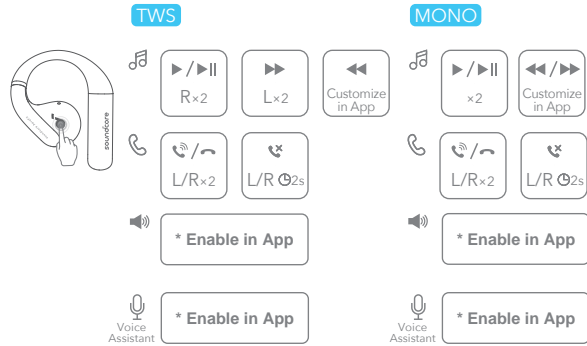 TWS
R×2
L×2
Customize
in App
L/R×2
L/R 2s
* Enable in App
Voice
Assistant
* Enable in App
soundcore
MONO
×2
Customize
in App
L/R×2
L/R 2s
* Enable in App
Voice
Assistant
* Enable in App